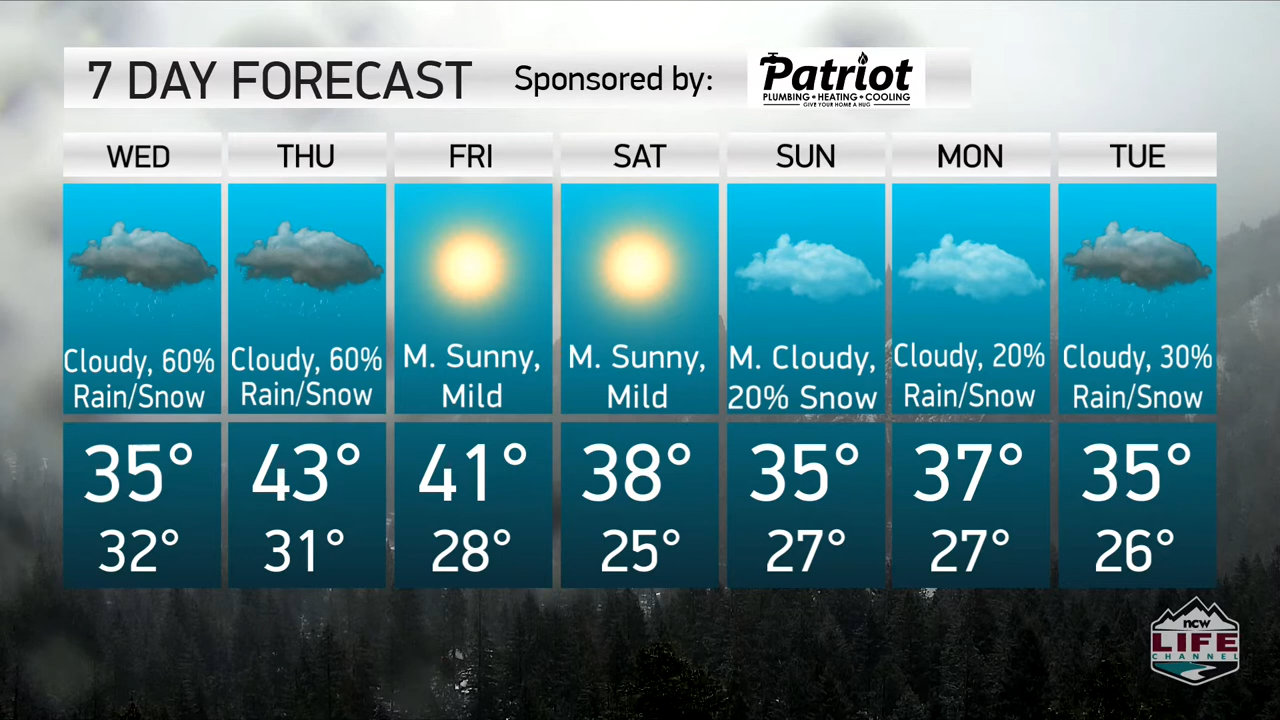 7 DAY FORECAST
Sponsored by:
Patriot
PLUMBING • HEATING • COOLING
GIVE YOUR HOME A HUG
WED THU FRI SAT SUN MON TUE
Cloudy, 60% Cloudy, 60% M. Sunny, M. Sunny, M. Cloudy, Cloudy, 20% Cloudy, 30%
Rain/Snow Rain/Snow Mild Mild 20% Snow Rain/Snow Rain/Snow
35° 43° 41° 38° 35° 37° 35°
32° 31° 28° 25° 27° 27° 26°
ncw
LIFE
CHANNEL